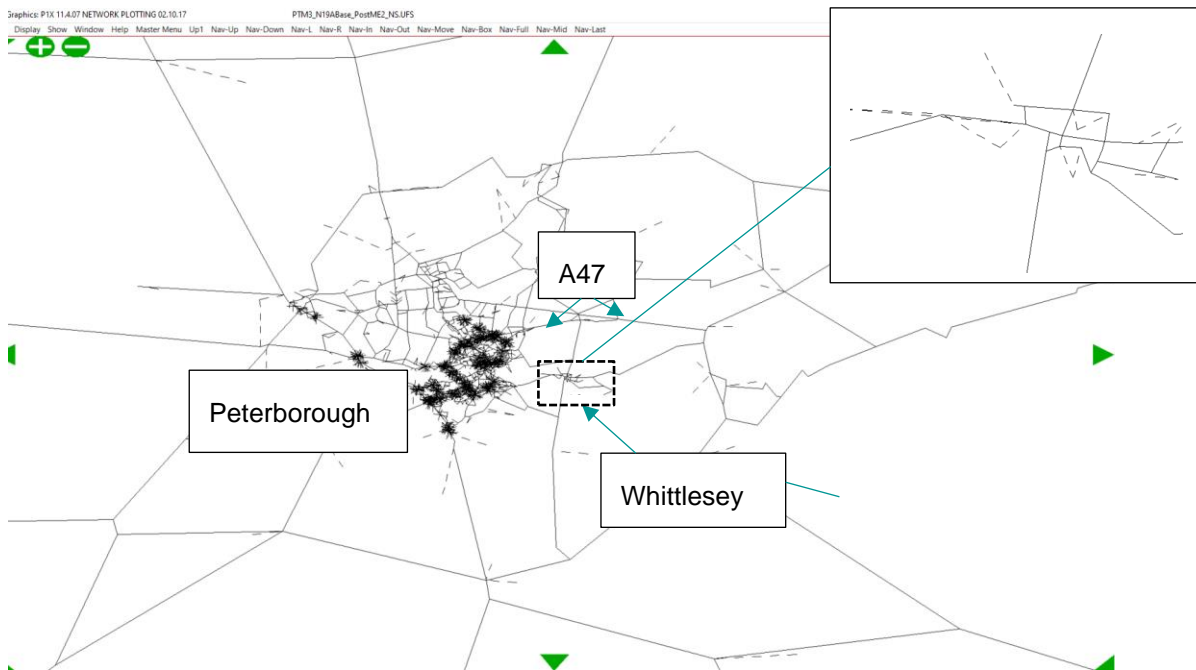 Graphics: P1X 11.4.07 NETWORK PLOTTING 02.10.17 PTM3_N19ABase_PostME2_NS.UFS
Display Show Window Help Master Menu Up1 Nav-Up Nav-Down Nav-L Nav-R Nav-In Nav-Out Nav-Move Nav-Box Nav-Full Nav-Mid Nav-Last
A47
Peterborough
Whittlesey